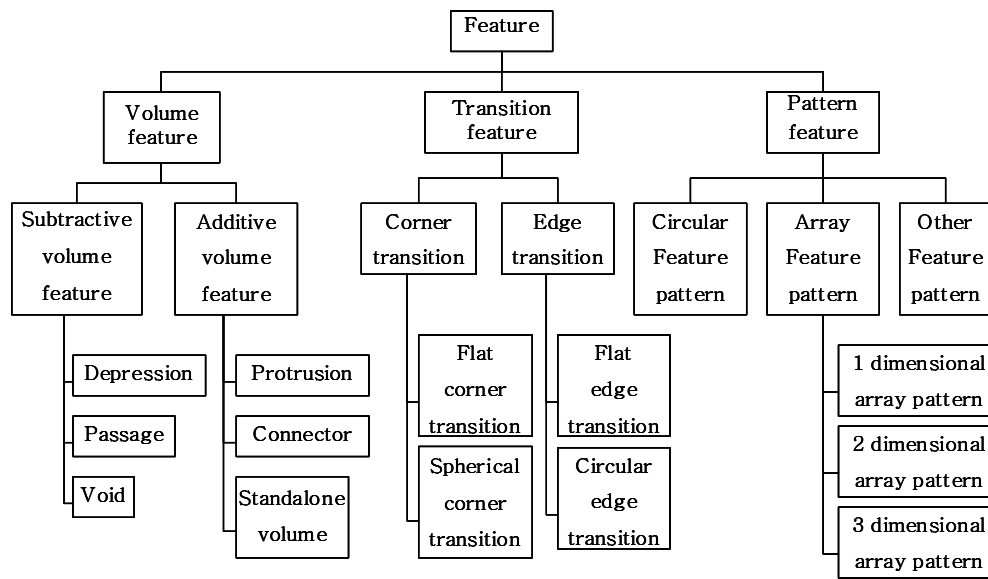 Feature
Volume
feature
Transition
feature
Pattern
feature
Subtractive
volume
feature
Additive
volume
feature
Corner
transition
Edge
transition
Circular
Feature
pattern
Array
Feature
pattern
Other
Feature
pattern
Depression
Passage
Void
Protrusion
Connector
Standalone
volume
Flat
corner
transition
Spherical
corner
transition
Flat
edge
transition
Circular
edge
transition
1 dimensional
array pattern
2 dimensional
array pattern
3 dimensional
array pattern